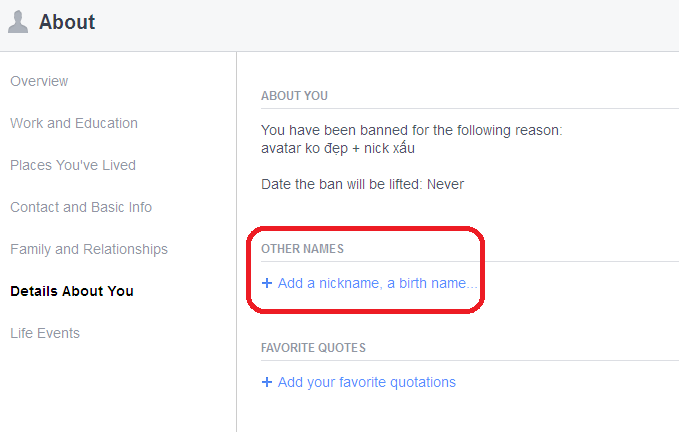 About
Overview
Work and Education
Places You've Lived
Contact and Basic Info
Family and Relationships
Details About You
Life Events
ABOUT YOU
You have been banned for the following reason:
avatar ko đẹp + nick xấu
Date the ban will be lifted: Never
OTHER NAMES
+ Add a nickname, a birth name...
FAVORITE QUOTES
+ Add your favorite quotations